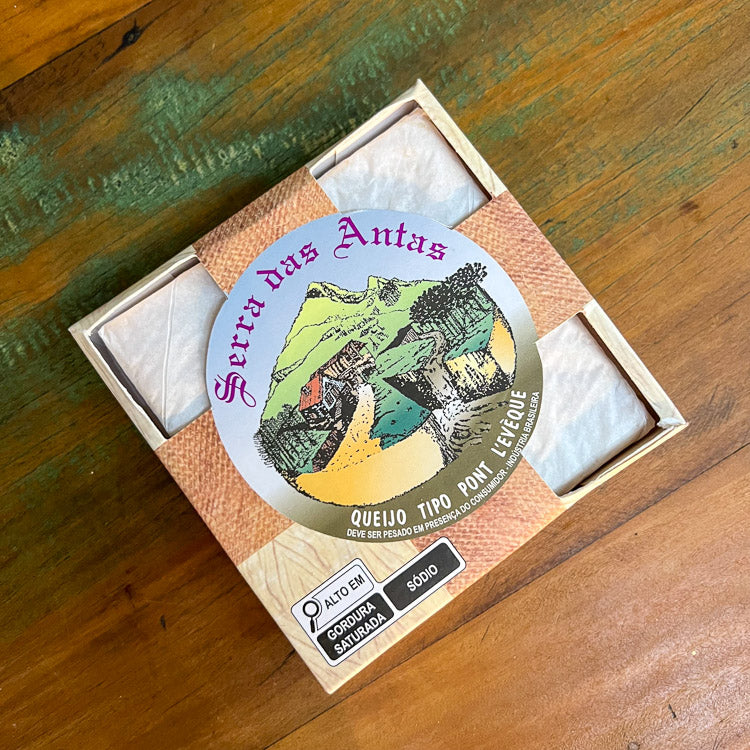 Serra das Antas
QUEIJO TIPO PONT L'EVÊQUE
DEVE SER PESADO EM PRESENÇA DO CONSUMIDOR - INDÚSTRIA BRASILEIRA
ALTO EM
GORDURA
SATURADA
SÓDIO